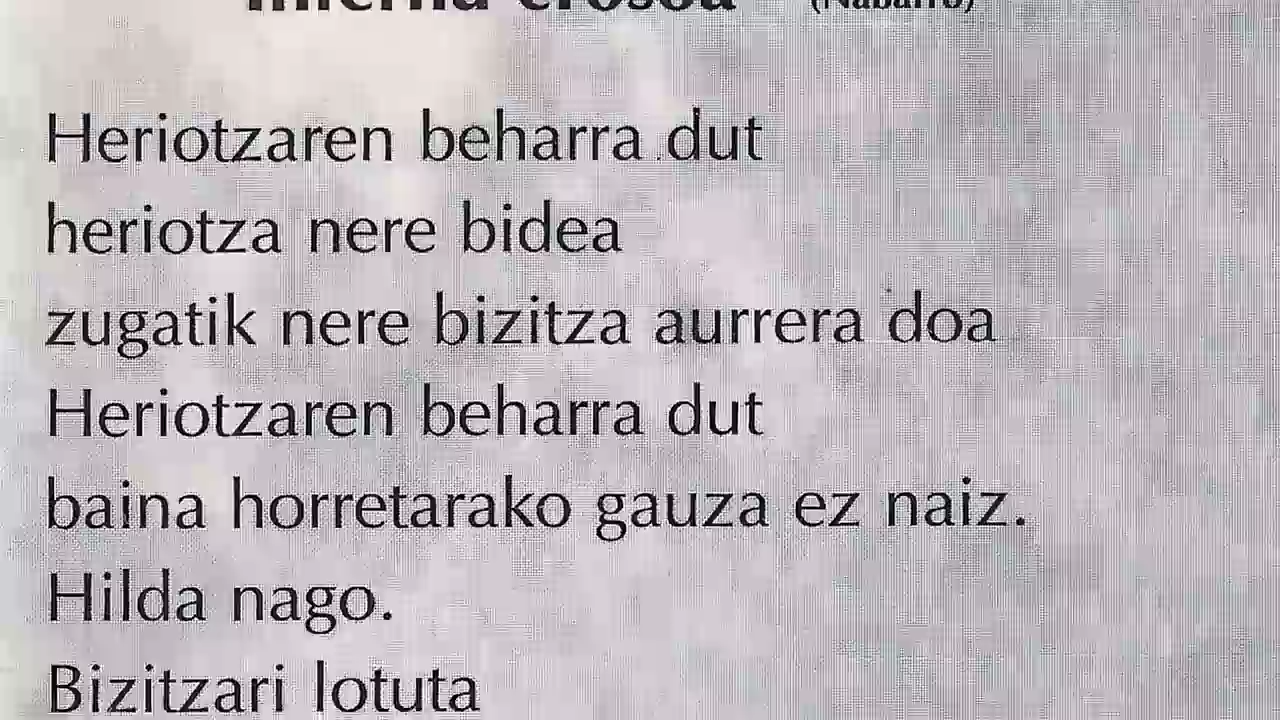 Heriotzaren beharra dut
heriotza nere bidea
zugatik nere bizitza aurrera doa
Heriotzaren beharra dut
baina horretarako gauza ez naiz.
Hilda nago.
Bizitzari lotuta